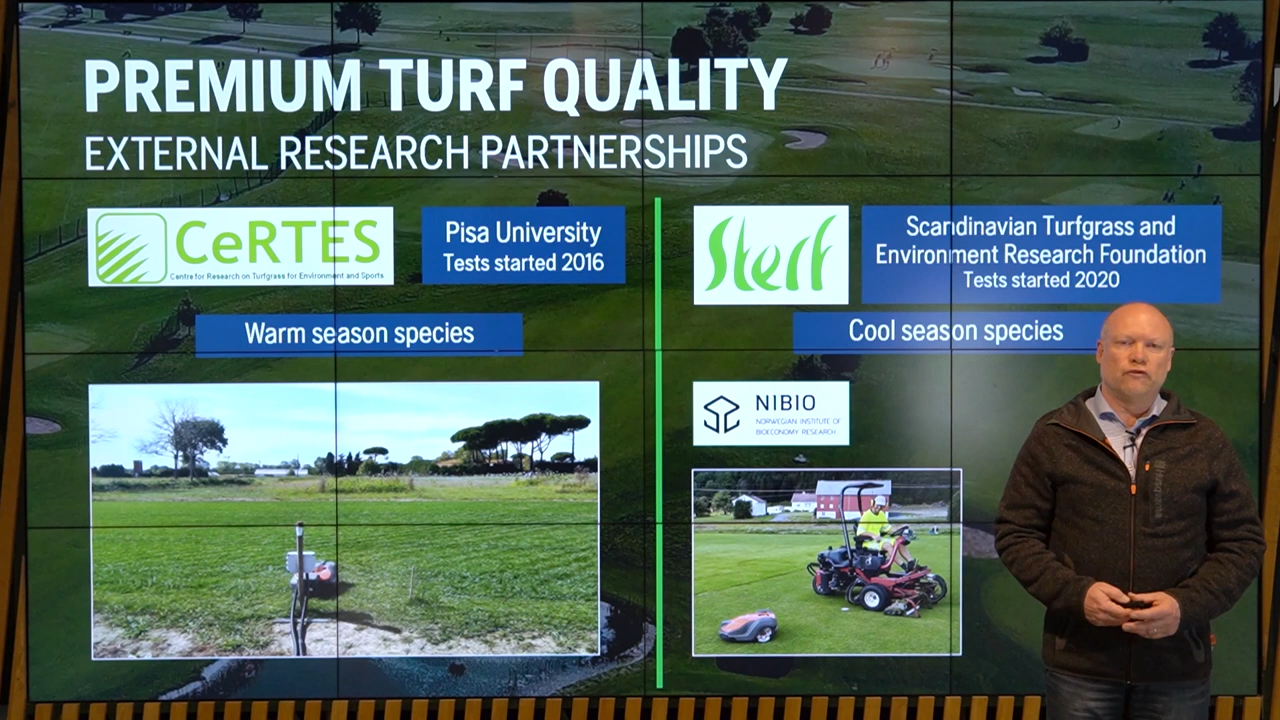 PREMIUM TURF QUALITY
EXTERNAL RESEARCH PARTNERSHIPS
CeRTES
Centre for Research on Turfgrass for Environment and Sports
Pisa University
Tests started 2016
Warm season species
Sterf
Scandinavian Turfgrass and
Environment Research Foundation
Tests started 2020
Cool season species
NIBIO
NORWEGIAN INSTITUTE OF
BIOECONOMY RESEARCH